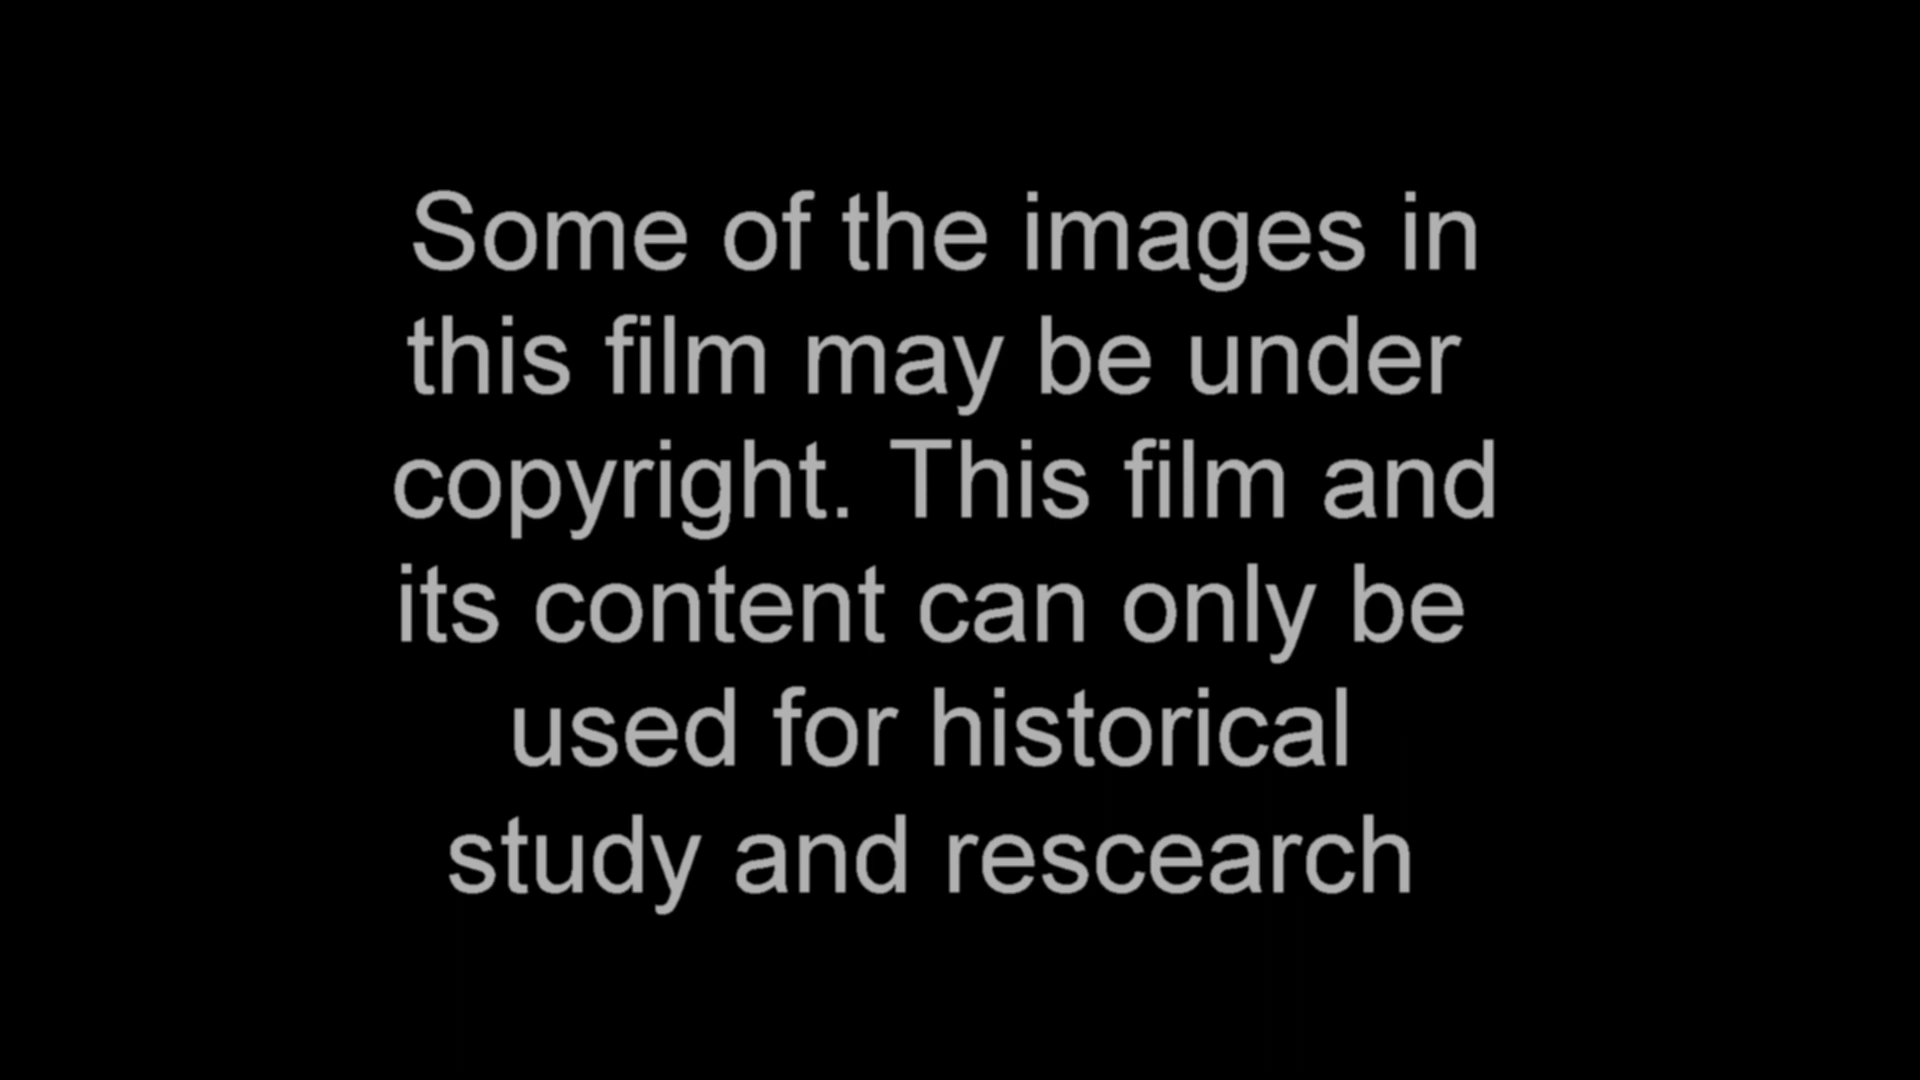 Some of the images in
this film may be under
copyright. This film and
its content can only be
used for historical
study and rescearch